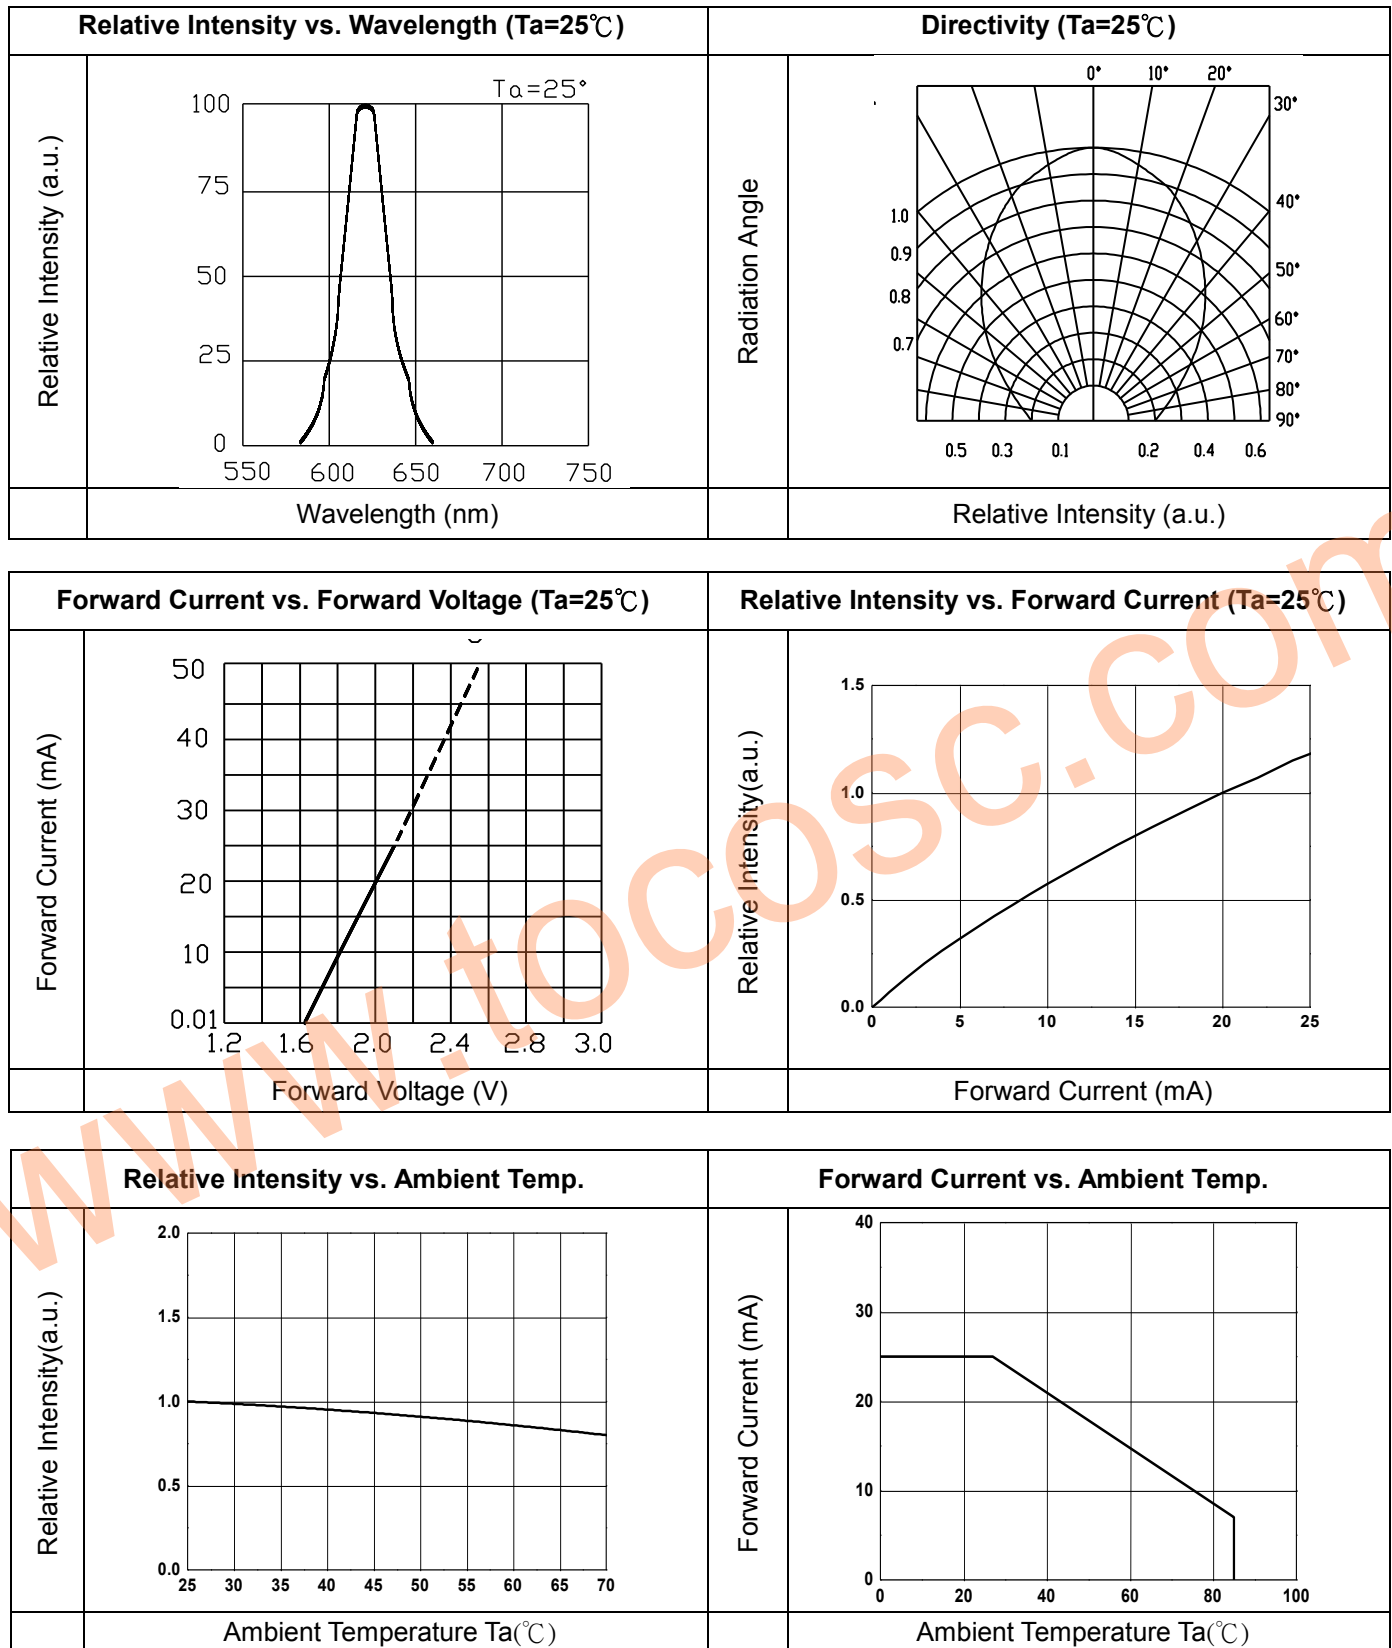 Relative Intensity vs. Wavelength (Ta=25℃)
Directivity (Ta=25℃)
Relative Intensity (a.u.)
Ta=25°
100
75
50
25
0
550 600 650 700 750
Wavelength (nm)
Radiation Angle
0° 10° 20°
30°
40°
50°
60°
70°
80°
90°
1.0
0.9
0.8
0.7
0.5 0.3 0.1 0.2 0.4 0.6
Relative Intensity (a.u.)
Forward Current vs. Forward Voltage (Ta=25℃)
Relative Intensity vs. Forward Current (Ta=25℃)
Forward Current (mA)
50
40
30
20
10
0.01
1.2 1.6 2.0 2.4 2.8 3.0
Forward Voltage (V)
Relative Intensity(a.u.)
1.5
1.0
0.5
0.0
0 5 10 15 20 25
Forward Current (mA)
Relative Intensity vs. Ambient Temp.
Forward Current vs. Ambient Temp.
Relative Intensity(a.u.)
2.0
1.5
1.0
0.5
0.0
25 30 35 40 45 50 55 60 65 70
Ambient Temperature Ta(℃)
Forward Current (mA)
40
30
20
10
0
0 20 40 60 80 100
Ambient Temperature Ta(℃)
www.tocosc.com